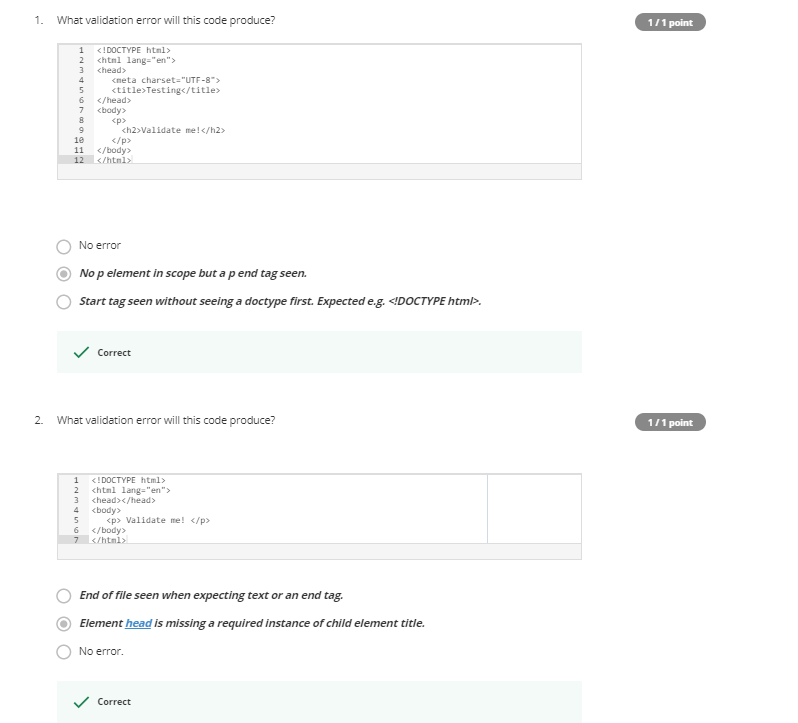 1. What validation error will this code produce?
1 / 1 point
1 <!DOCTYPE html>
2 <html lang="en">
3 <head>
4 <meta charset="UTF-8">
5 <title>Testing</title>
6 </head>
7 <body>
8 <p>
9 <h2>Validate me!</h2>
10 </p>
11 </body>
12 </html>
No error
No p element in scope but a p end tag seen.
Start tag seen without seeing a doctype first. Expected e.g. <!DOCTYPE html>.
Correct
2. What validation error will this code produce?
1 / 1 point
1 <!DOCTYPE html>
2 <html lang="en">
3 <head></head>
4 <body>
5 <p> Validate me! </p>
6 </body>
7 </html>
End of file seen when expecting text or an end tag.
Element head is missing a required instance of child element title.
No error.
Correct